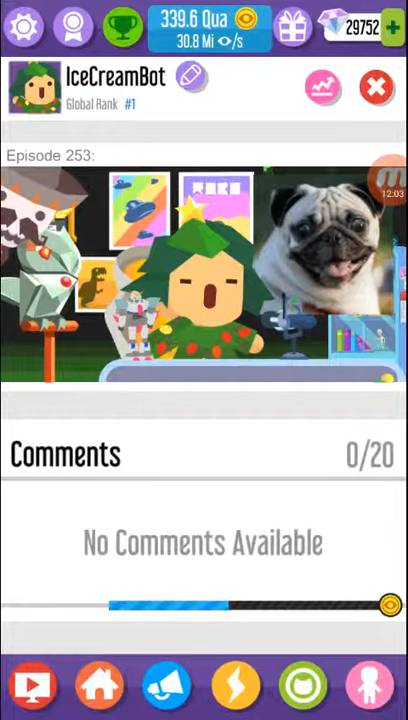 339.6 Qua
30.8 Mi /s
29752
IceCreamBot
Global Rank #1
Episode 253:
12:03
Comments 0/20
No Comments Available